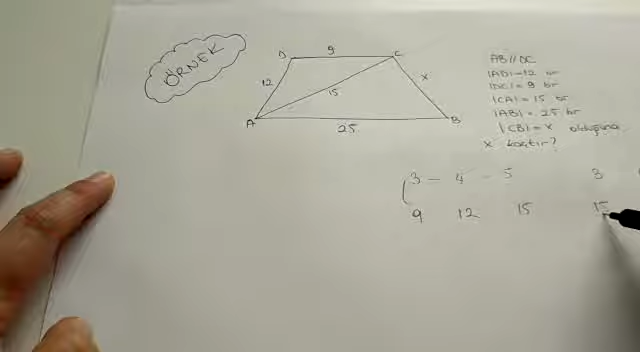 ÖRNEK
D 9 C
12 15 x
A 25 B
AB//DC
|AD|=12 br
|DC|=9 br
|CA|=15 br
|AB|=25 br
|CB|=x olduğuna
x kaçtır?
3 - 4 - 5 3
9 12 15 15